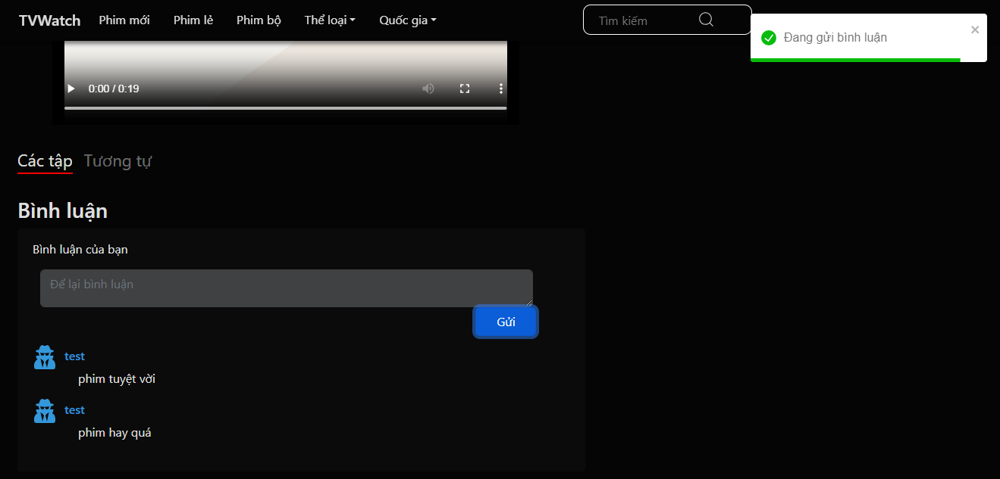 TVWatch Phim mới Phim lẻ Phim bộ Thể loại Quốc gia Tìm kiếm
Đang gửi bình luận
0:00 / 0:19
Các tập Tương tự
Bình luận
Bình luận của bạn
Để lại bình luận
Gửi
test
phim tuyệt vời
test
phim hay quá